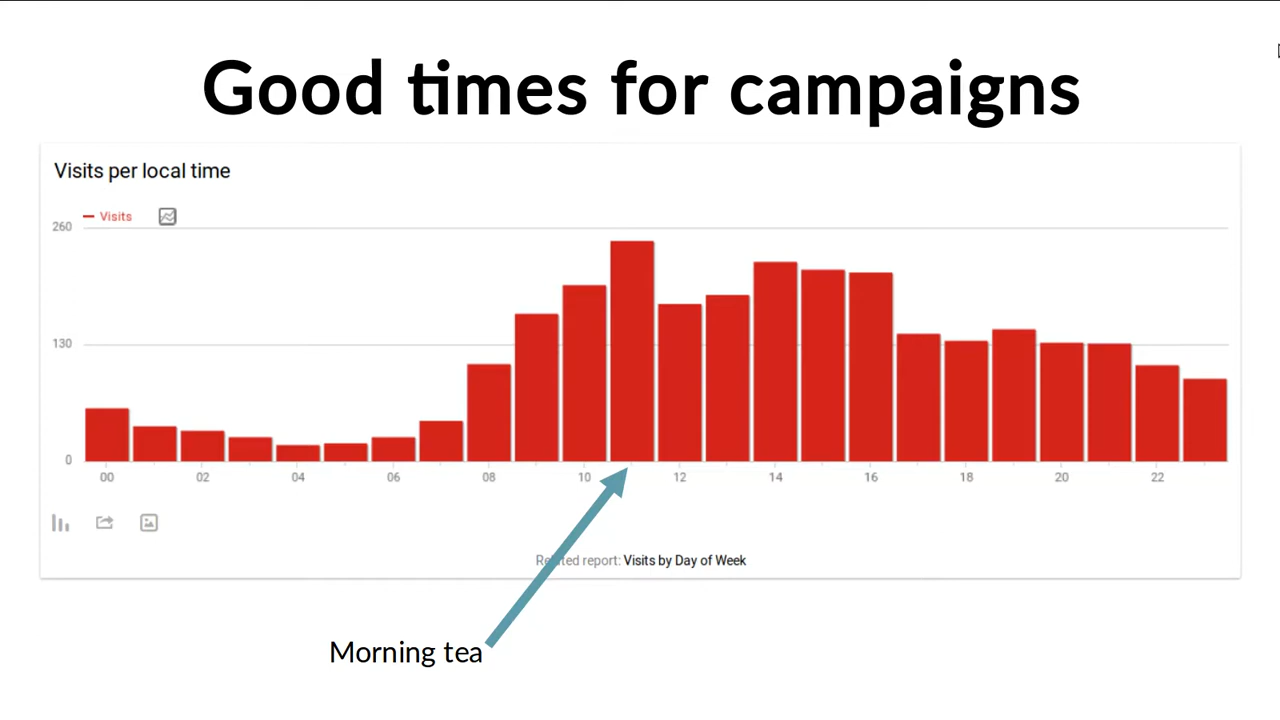 Good times for campaigns
Visits per local time
Visits
260
130
0
00 02 04 06 08 10 12 14 16 18 20 22
Related report: Visits by Day of Week
Morning tea